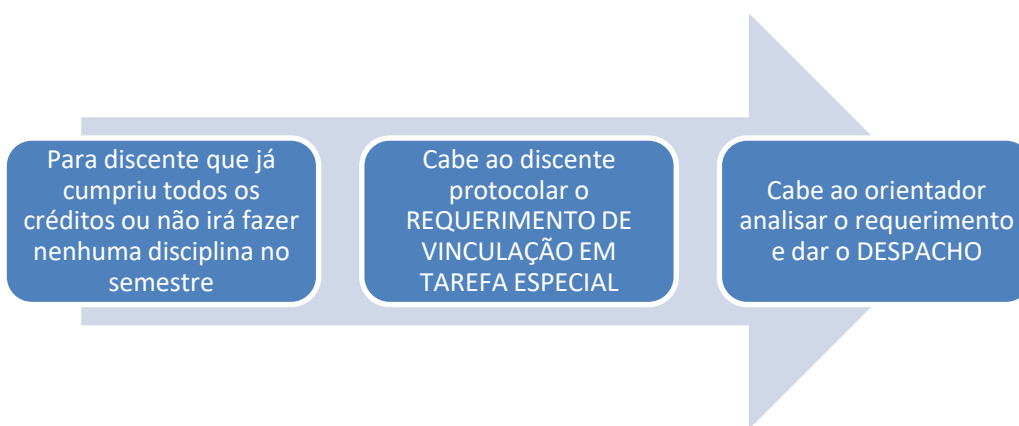 Para discente que já
cumpriu todos os
créditos ou não irá fazer
nenhuma disciplina no
semestre
Cabe ao discente
protocolar o
REQUERIMENTO DE
VINCULAÇÃO EM
TAREFA ESPECIAL
Cabe ao orientador
analisar o requerimento
e dar o DESPACHO